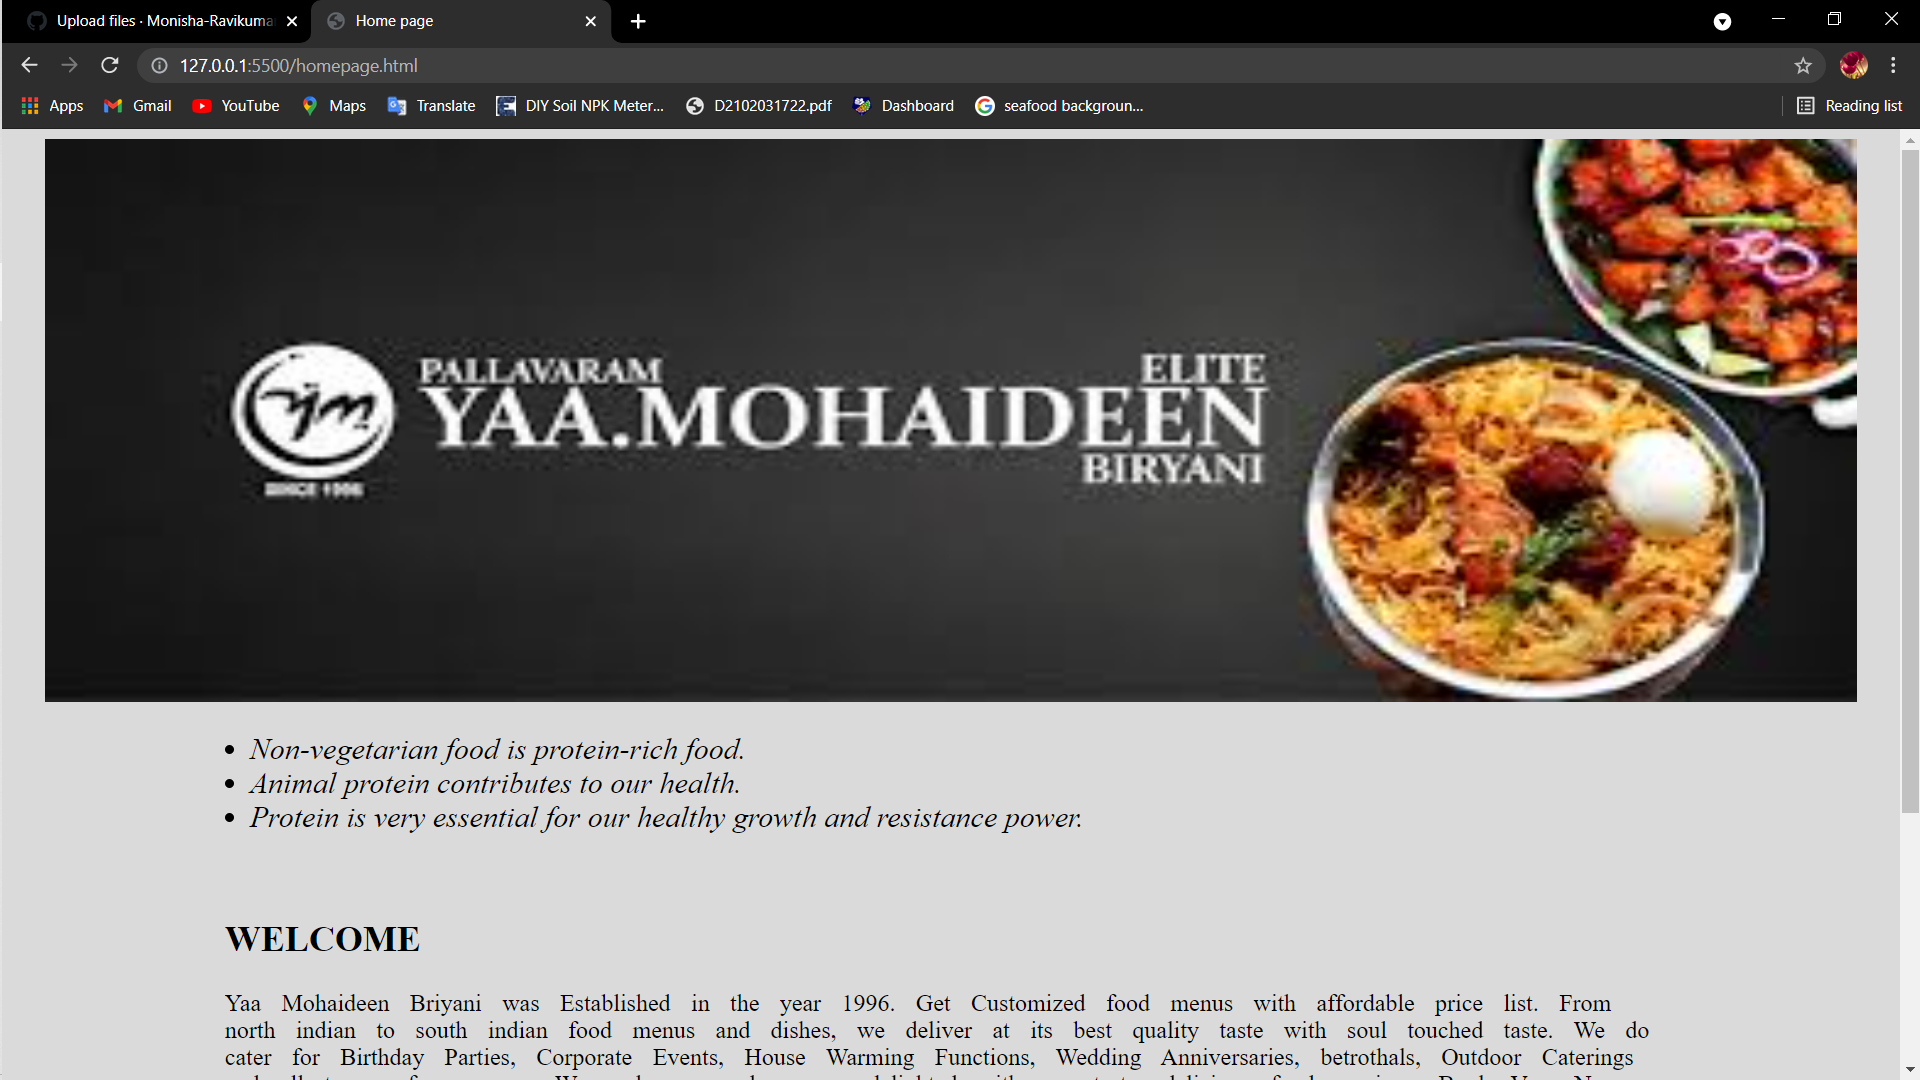 Upload files · Monisha-Ravikuma
Home page
127.0.0.1:5500/homepage.html
Apps
Gmail
YouTube
Maps
Translate
DIY Soil NPK Meter...
D2102031722.pdf
Dashboard
seafood backgroun...
Reading list
PALLAVARAM
ELITE
YAA.MOHAIDEEN
BIRYANI
SINCE 1996
Non-vegetarian food is protein-rich food.
Animal protein contributes to our health.
Protein is very essential for our healthy growth and resistance power.
WELCOME
Yaa Mohaideen Briyani was Established in the year 1996. Get Customized food menus with affordable price list. From
north indian to south indian food menus and dishes, we deliver at its best quality taste with soul touched taste. We do
cater for Birthday Parties, Corporate Events, House Warming Functions, Wedding Anniversaries, betrothals, Outdoor Caterings